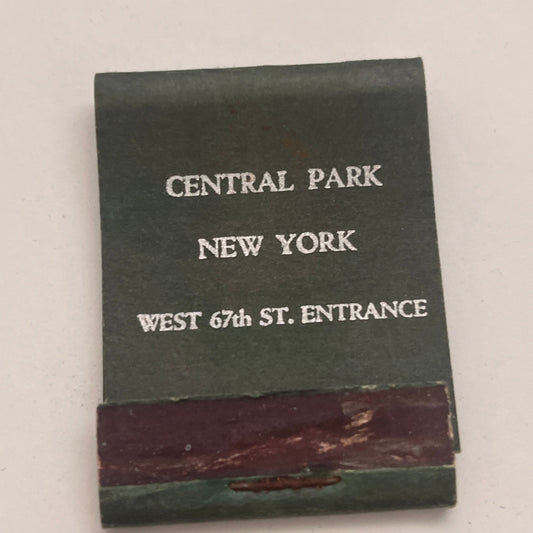 CENTRAL PARK
NEW YORK
WEST 67th ST. ENTRANCE